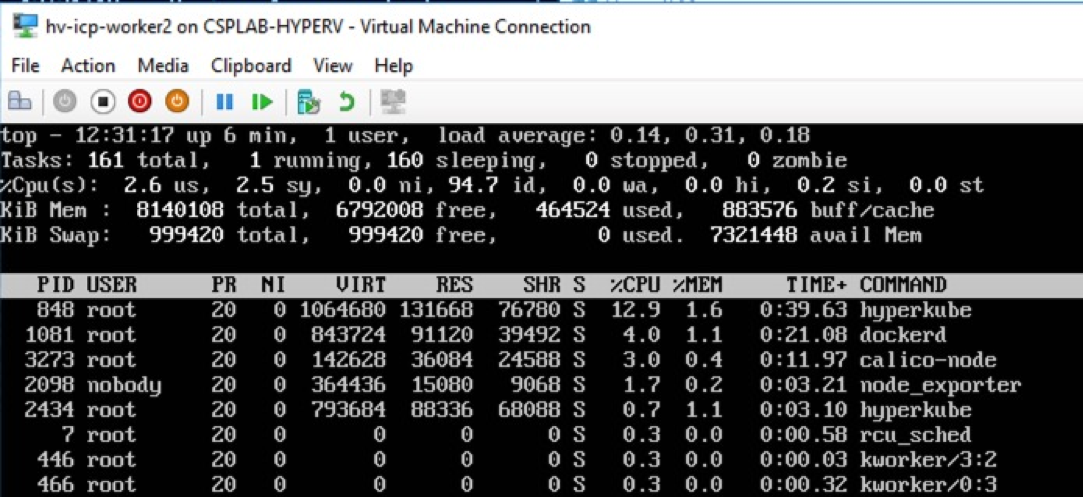 hv-icp-worker2 on CSPLAB-HYPERV - Virtual Machine Connection
File Action Media Clipboard View Help
top - 12:31:17 up 6 min, 1 user, load average: 0.14, 0.31, 0.18
Tasks: 161 total, 1 running, 160 sleeping, 0 stopped, 0 zombie
%Cpu(s): 2.6 us, 2.5 sy, 0.0 ni, 94.7 id, 0.0 wa, 0.0 hi, 0.2 si, 0.0 st
KiB Mem : 8140108 total, 6792008 free, 464524 used, 883576 buff/cache
KiB Swap: 999420 total, 999420 free, 0 used. 7321448 avail Mem
PID USER PR NI VIRT RES SHR S %CPU %MEM TIME+ COMMAND
848 root 20 0 1064680 131668 76780 S 12.9 1.6 0:39.63 hyperkube
1081 root 20 0 843724 91120 39492 S 4.0 1.1 0:21.08 dockerd
3273 root 20 0 142628 36084 24588 S 3.0 0.4 0:11.97 calico-node
2098 nobody 20 0 364436 15080 9068 S 1.7 0.2 0:03.21 node_exporter
2434 root 20 0 793684 88336 68088 S 0.7 1.1 0:03.10 hyperkube
7 root 20 0 0 0 0 S 0.3 0.0 0:00.58 rcu_sched
446 root 20 0 0 0 0 S 0.3 0.0 0:00.03 kworker/3:2
466 root 20 0 0 0 0 S 0.3 0.0 0:00.32 kworker/0:3